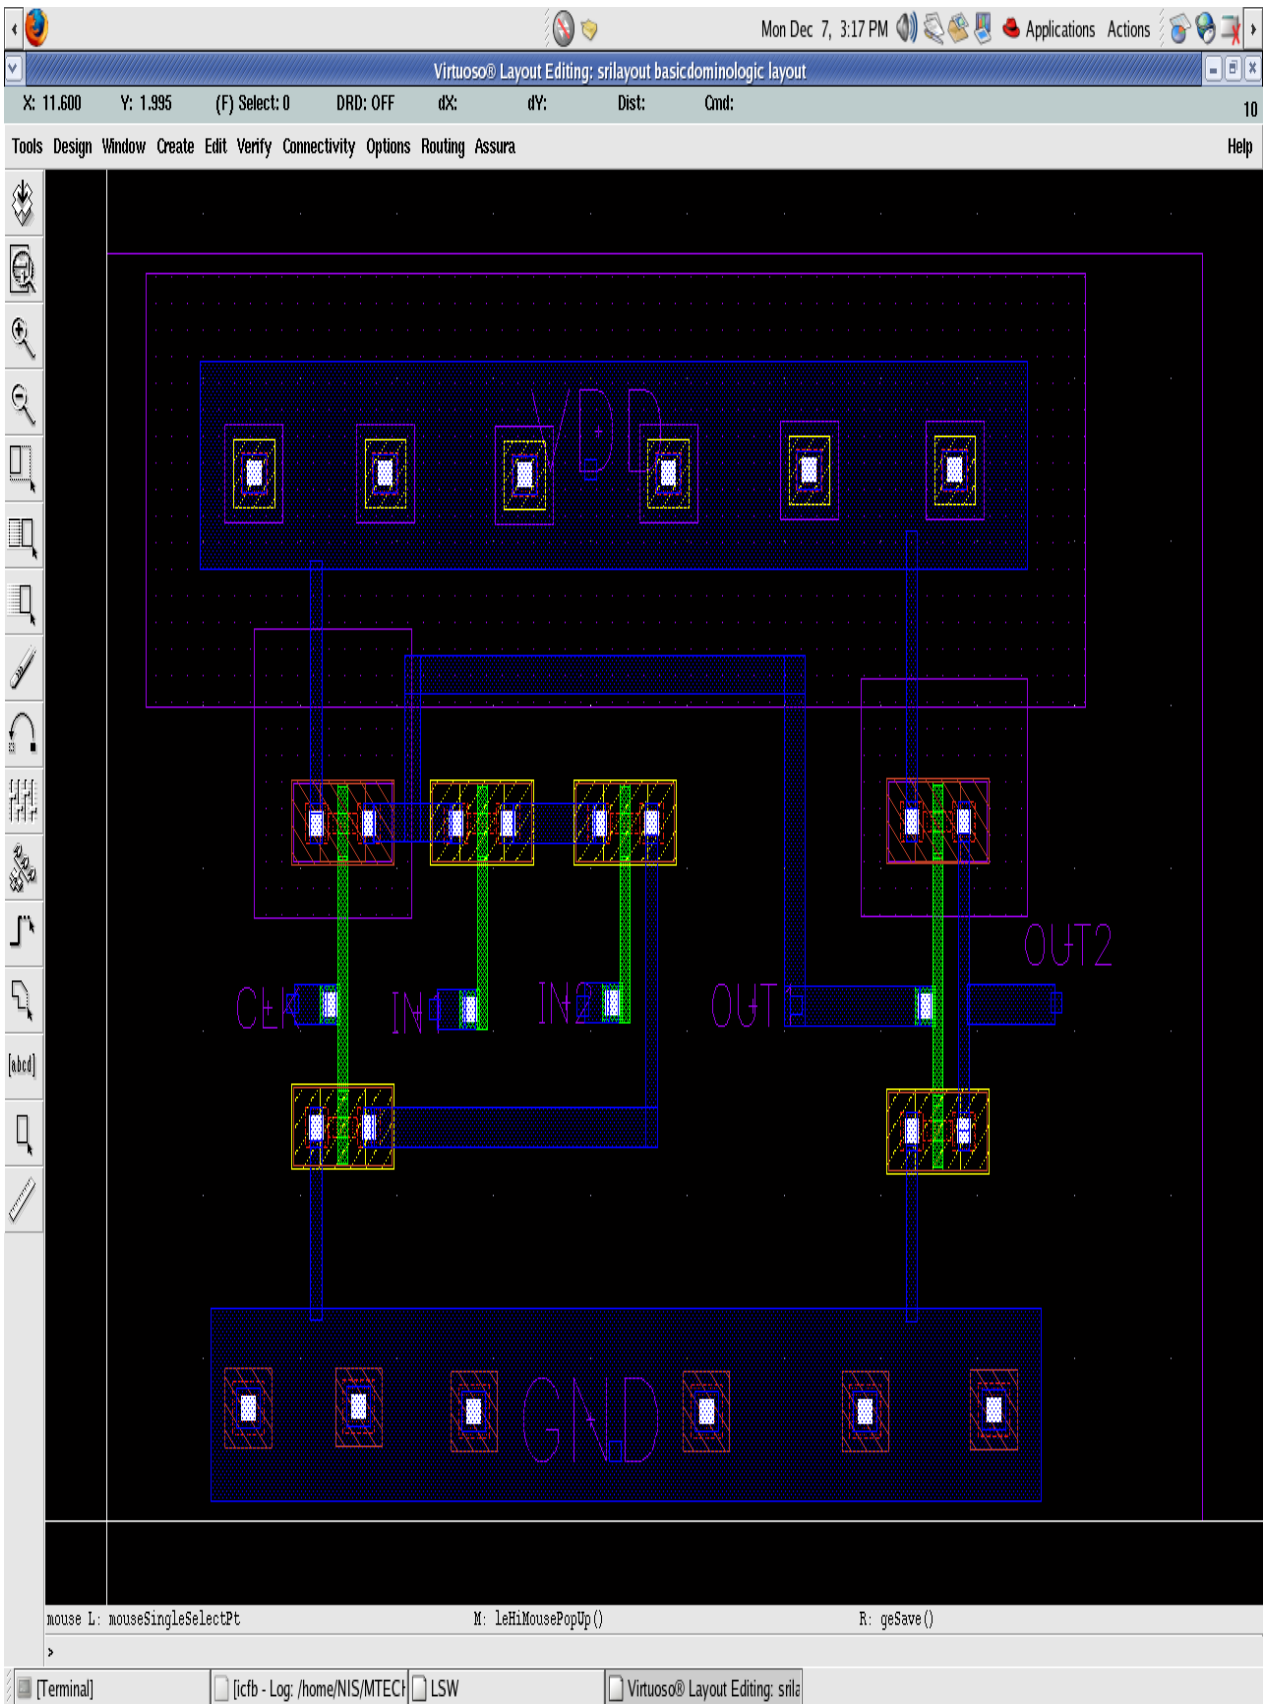 Mon Dec 7, 3:17 PM Applications Actions
Virtuoso® Layout Editing: srilayout basicdominologic layout
X: 11.600 Y: 1.995 (F) Select: 0 DRD: OFF dX: dY: Dist: Cmd: 10
Tools Design Window Create Edit Verify Connectivity Options Routing Assura Help
VDD
OUT2
CLK IN1 IN2 OUT1
[abcd]
GND
mouse L: mouseSingleSelectPt M: leHiMousePopUp() R: geSave()
>
[Terminal] [icfb - Log: /home/NIS/MTECH LSW Virtuoso® Layout Editing: srila